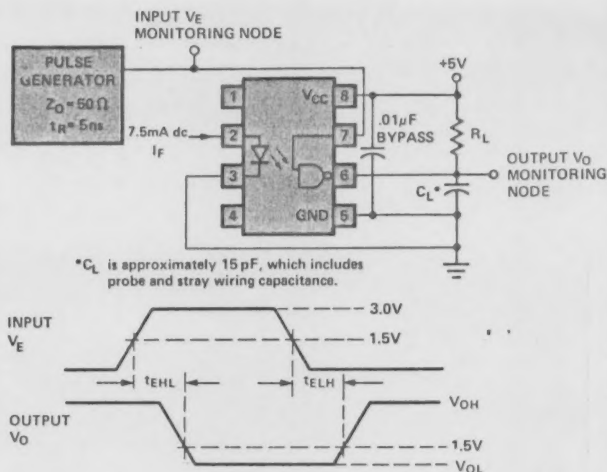 INPUT VE
MONITORING NODE
PULSE
GENERATOR
ZO = 50 Ω
tR = 5ns
+5V
1
VCC
8
.01µF
BYPASS
RL
7.5mA dc
IF
2
7
OUTPUT VO
MONITORING
NODE
3
6
CL*
4
GND
5
*CL is approximately 15 pF, which includes
probe and stray wiring capacitance.
INPUT
VE
3.0V
1.5V
tEHL
tELH
OUTPUT
VO
VOH
1.5V
VOL